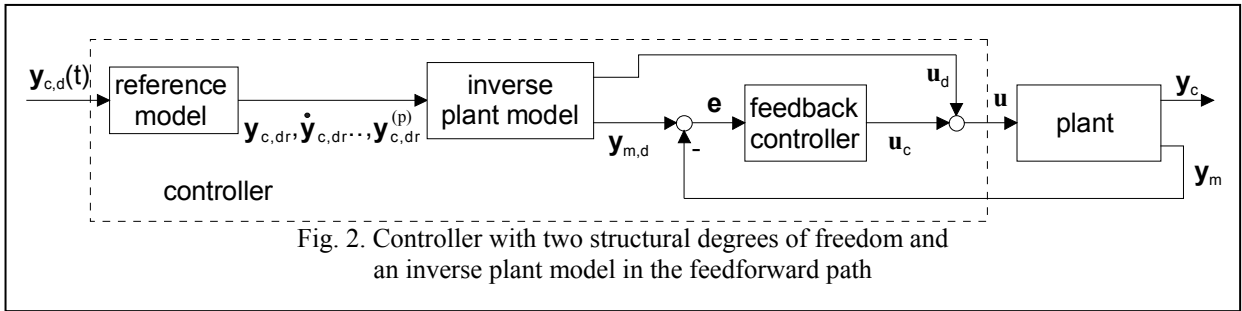 y_c,d(t)
reference
model
y_c,dr, ẏ_c,dr.., y_c,dr^(p)
inverse
plant model
u_d
y_m,d
-
e
feedback
controller
u_c
u
plant
y_c
y_m
controller
Fig. 2. Controller with two structural degrees of freedom and
an inverse plant model in the feedforward path